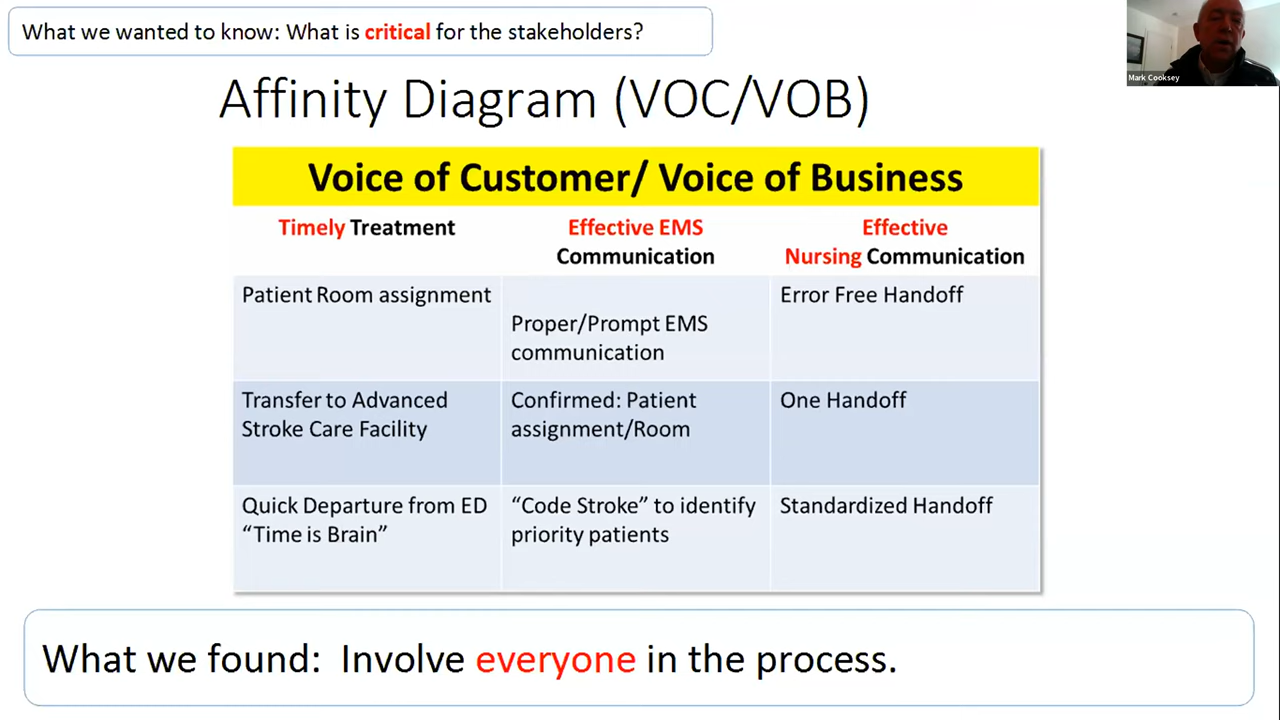 What we wanted to know: What is critical for the stakeholders?
Mark Cooksey
Affinity Diagram (VOC/VOB)
Voice of Customer/ Voice of Business
Timely Treatment
Effective EMS
Communication
Effective
Nursing Communication
Patient Room assignment
Proper/Prompt EMS
communication
Error Free Handoff
Transfer to Advanced
Stroke Care Facility
Confirmed: Patient
assignment/Room
One Handoff
Quick Departure from ED
“Time is Brain”
“Code Stroke” to identify
priority patients
Standardized Handoff
What we found:  Involve everyone in the process.